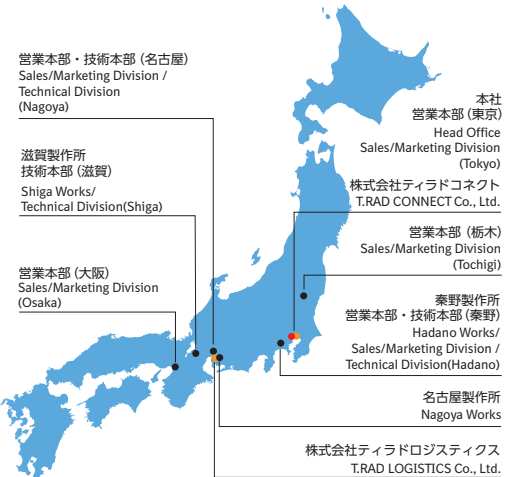 営業本部・技術本部（名古屋）
Sales/Marketing Division /
Technical Division
(Nagoya)
滋賀製作所
技術本部（滋賀）
Shiga Works/
Technical Division(Shiga)
営業本部（大阪）
Sales/Marketing Division
(Osaka)
本社
営業本部（東京）
Head Office
Sales/Marketing Division
(Tokyo)
株式会社ティラドコネクト
T.RAD CONNECT Co., Ltd.
営業本部（栃木）
Sales/Marketing Division
(Tochigi)
秦野製作所
営業本部・技術本部（秦野）
Hadano Works/
Sales/Marketing Division /
Technical Division(Hadano)
名古屋製作所
Nagoya Works
株式会社ティラドロジスティクス
T.RAD LOGISTICS Co., Ltd.